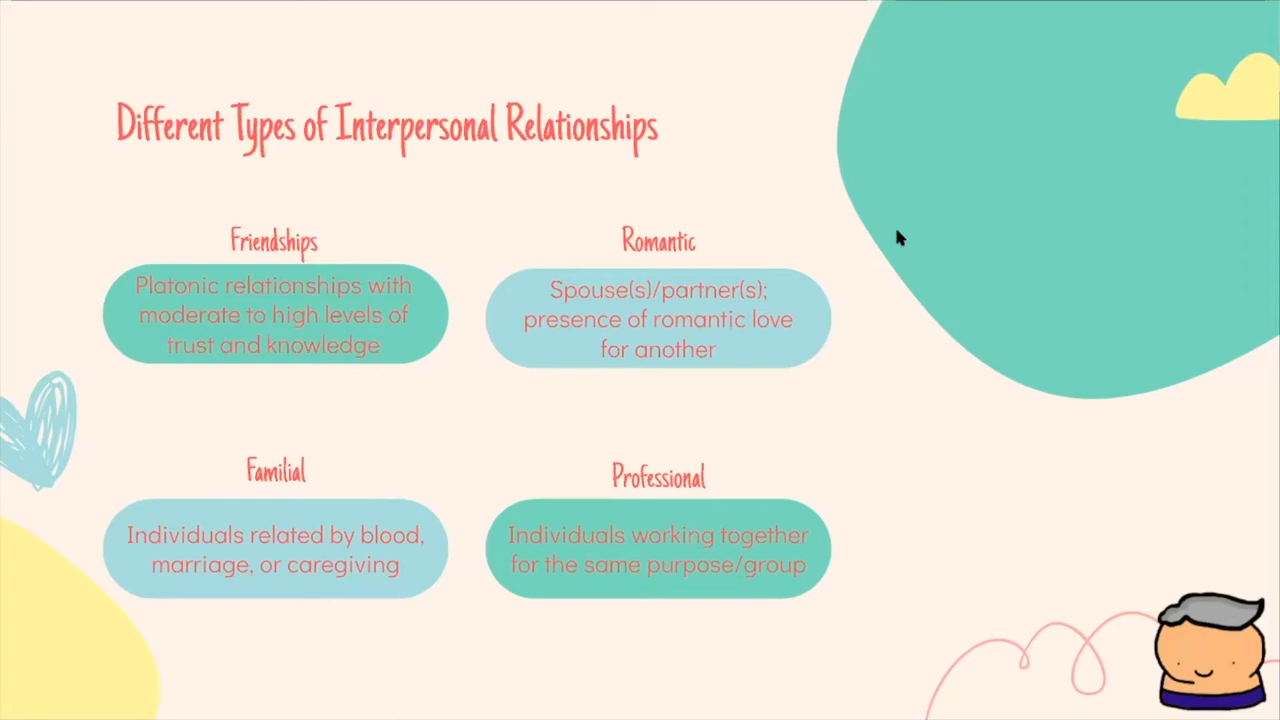 Different Types of Interpersonal Relationships
Friendships
Platonic relationships with
moderate to high levels of
trust and knowledge
Romantic
Spouse(s)/partner(s);
presence of romantic love
for another
Familial
Individuals related by blood,
marriage, or caregiving
Professional
Individuals working together
for the same purpose/group